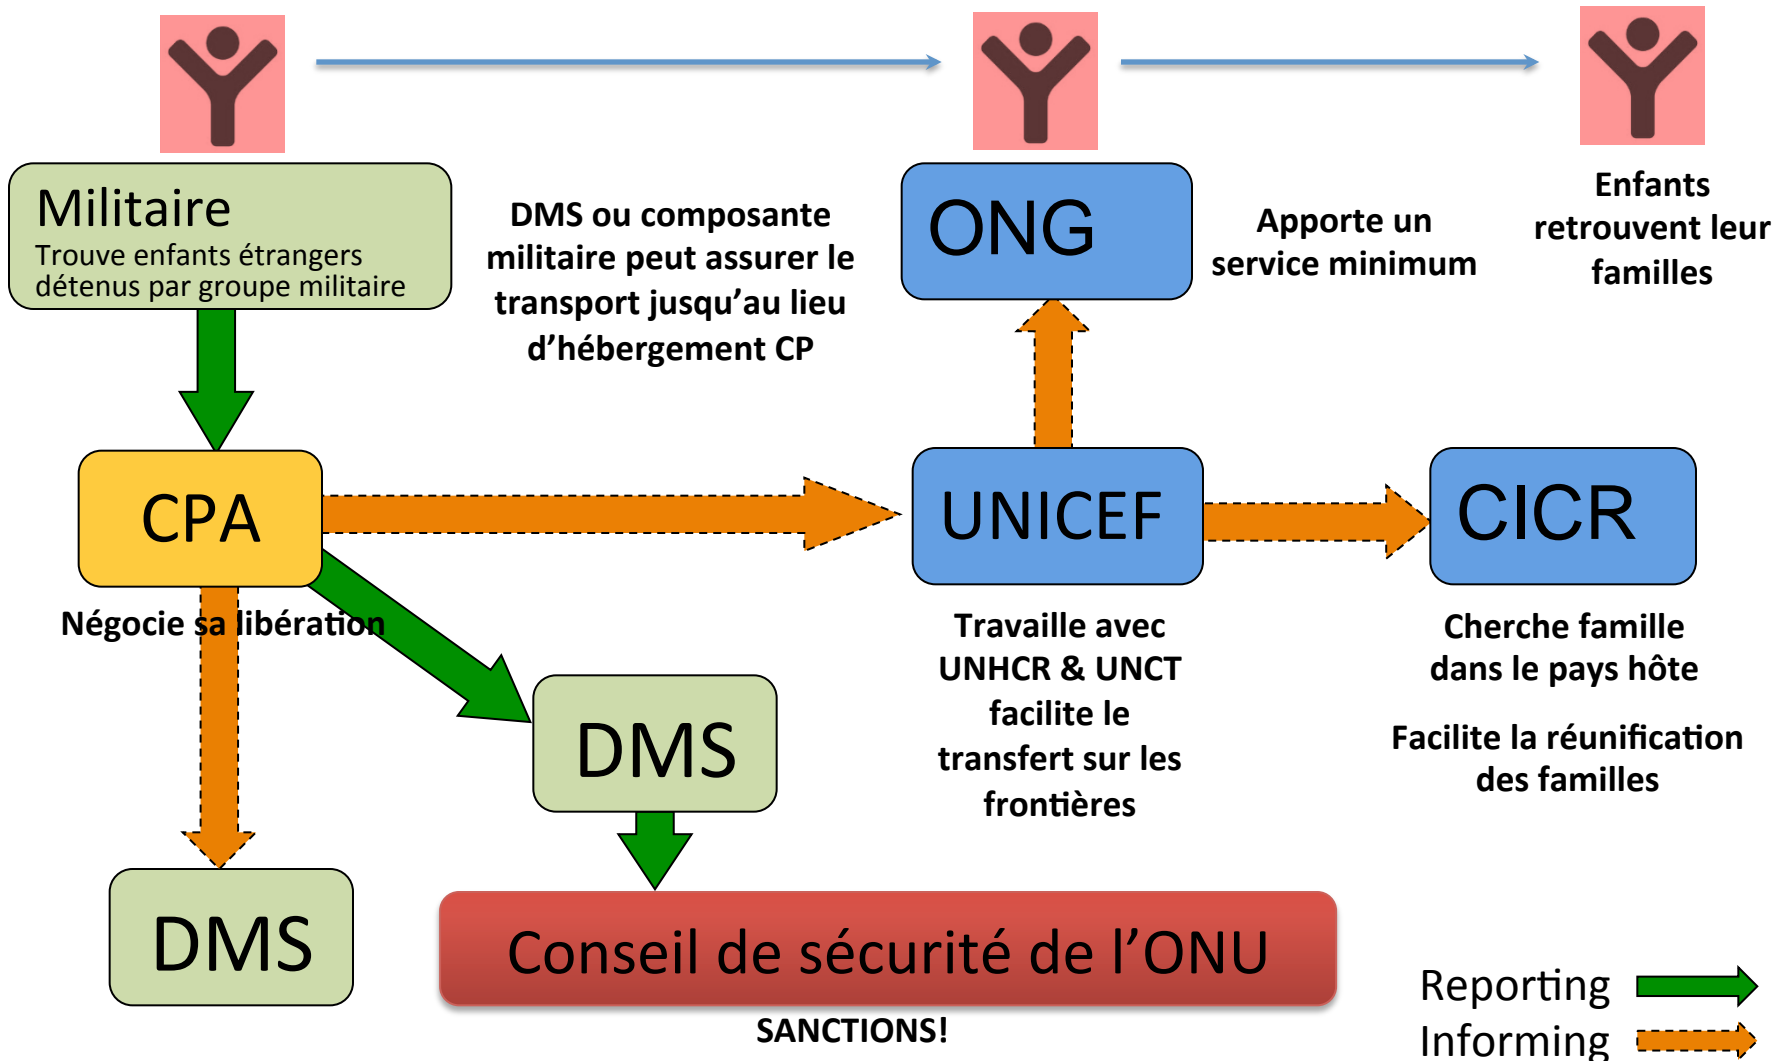 Militaire
Trouve enfants étrangers
détenus par groupe militaire
DMS ou composante
militaire peut assurer le
transport jusqu’au lieu
d’hébergement CP
ONG
Apporte un
service minimum
Enfants
retrouvent leur
familles
CPA
Négocie sa libération
UNICEF
Travaille avec
UNHCR & UNCT
facilite le
transfert sur les
frontières
CICR
Cherche famille
dans le pays hôte
Facilite la réunification
des familles
DMS
DMS
Conseil de sécurité de l’ONU
SANCTIONS!
Reporting
Informing